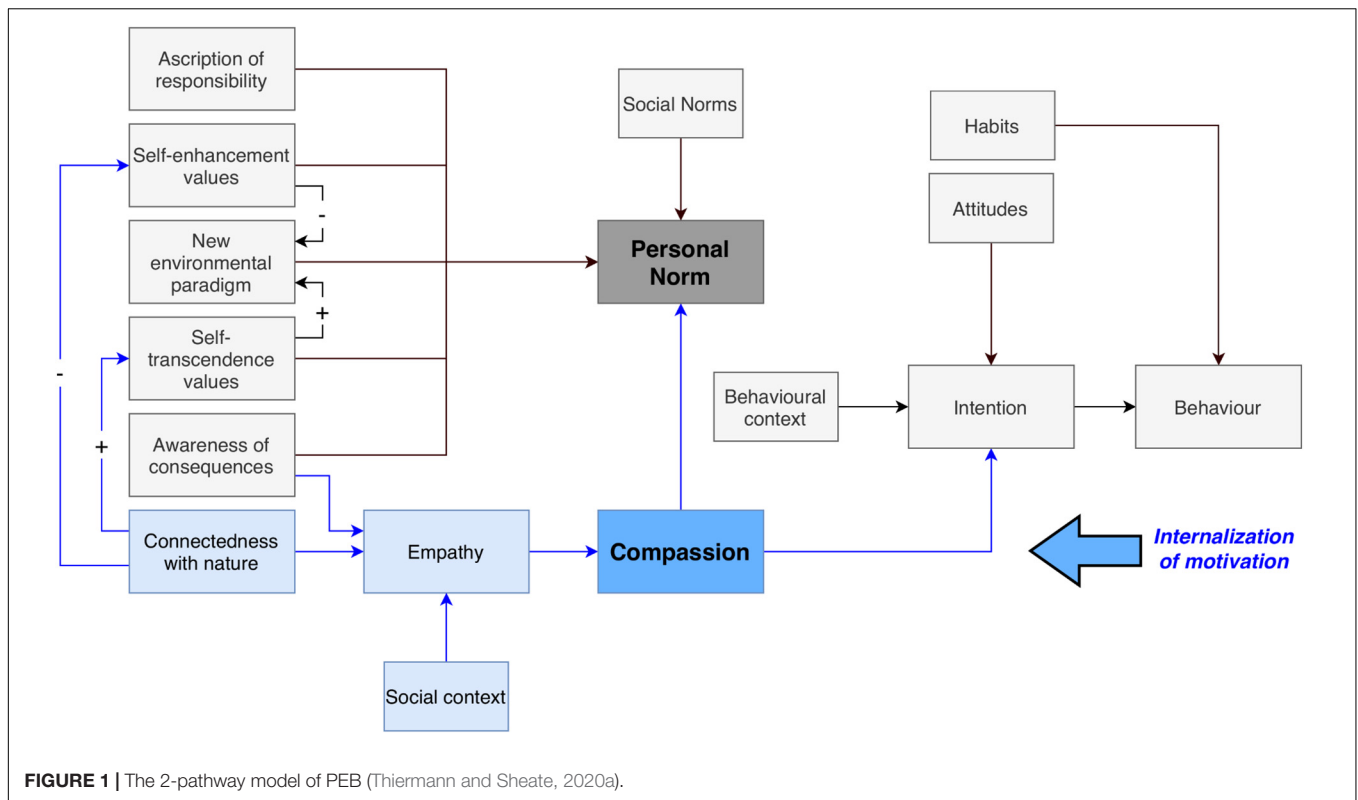 Ascription of
responsibility
Self-enhancement
values
-
New
environmental
paradigm
+
Self-
transcendence
values
-
+
Awareness of
consequences
Connectedness
with nature
Empathy
Social context
Social Norms
Personal
Norm
Compassion
Habits
Attitudes
Behavioural
context
Intention
Behaviour
Internalization
of motivation
FIGURE 1 | The 2-pathway model of PEB (Thiermann and Sheate, 2020a).